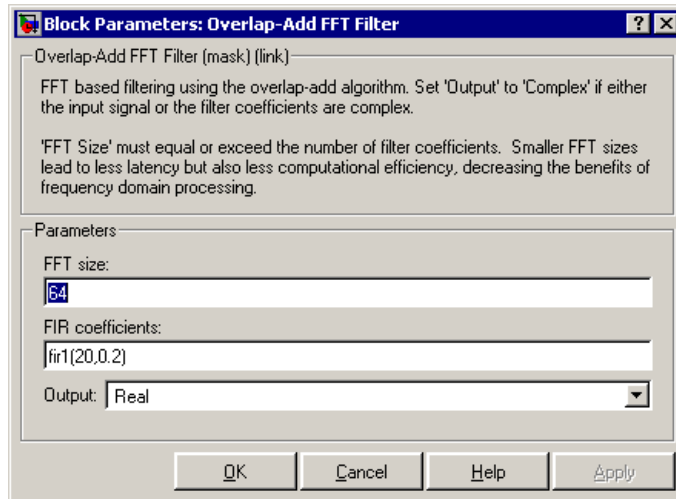 Block Parameters: Overlap-Add FFT Filter
Overlap-Add FFT Filter (mask) (link)
FFT based filtering using the overlap-add algorithm. Set 'Output' to 'Complex' if either
the input signal or the filter coefficients are complex.
'FFT Size' must equal or exceed the number of filter coefficients. Smaller FFT sizes
lead to less latency but also less computational efficiency, decreasing the benefits of
frequency domain processing.
Parameters
FFT size:
64
FIR coefficients:
fir1(20,0.2)
Output: Real
OK Cancel Help Apply